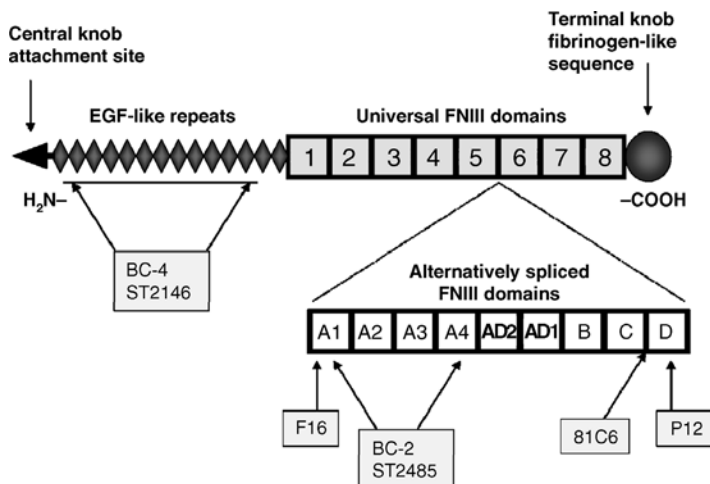 Central knob
attachment site
Terminal knob
fibrinogen-like
sequence
EGF-like repeats
Universal FNIII domains
1 2 3 4 5 6 7 8
H₂N–
–COOH
BC-4
ST2146
Alternatively spliced
FNIII domains
A1 A2 A3 A4 AD2 AD1 B C D
F16
BC-2
ST2485
81C6
P12